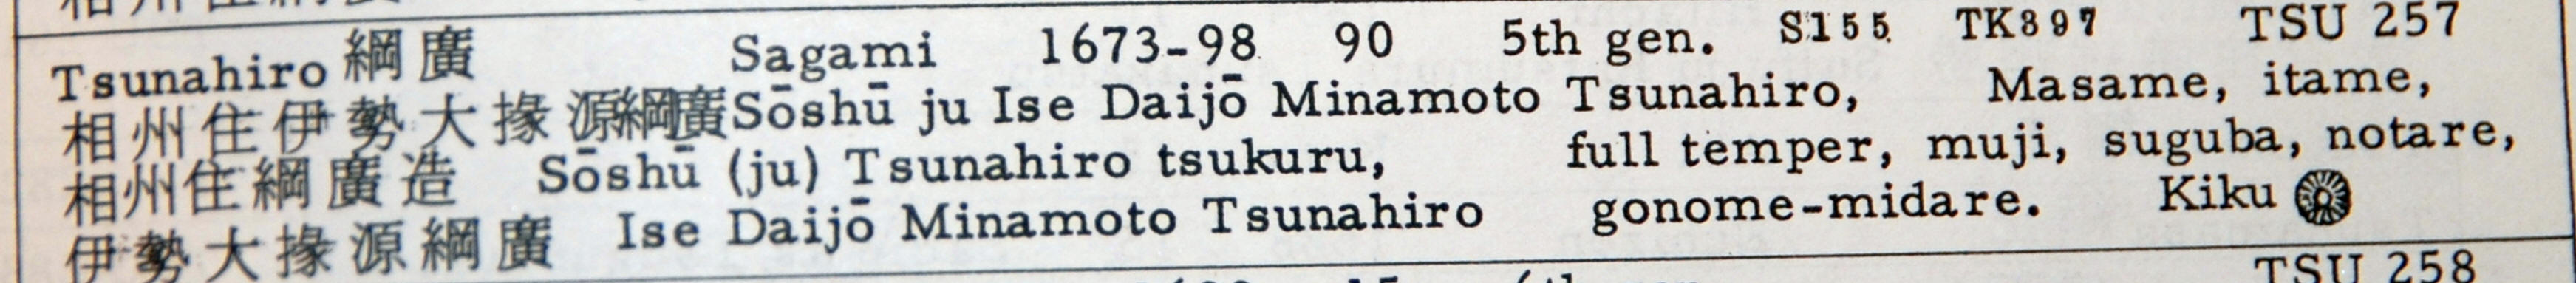 Tsunahiro 綱廣 Sagami 1673-98 90 5th gen. S155 TK397 TSU 257
相州住伊勢大掾源綱廣 Sōshū ju Ise Daijō Minamoto Tsunahiro, Masame, itame,
相州住綱廣造 Sōshū (ju) Tsunahiro tsukuru, full temper, muji, suguba, notare,
伊勢大掾源綱廣 Ise Daijō Minamoto Tsunahiro gonome-midare. Kiku
TSU 258